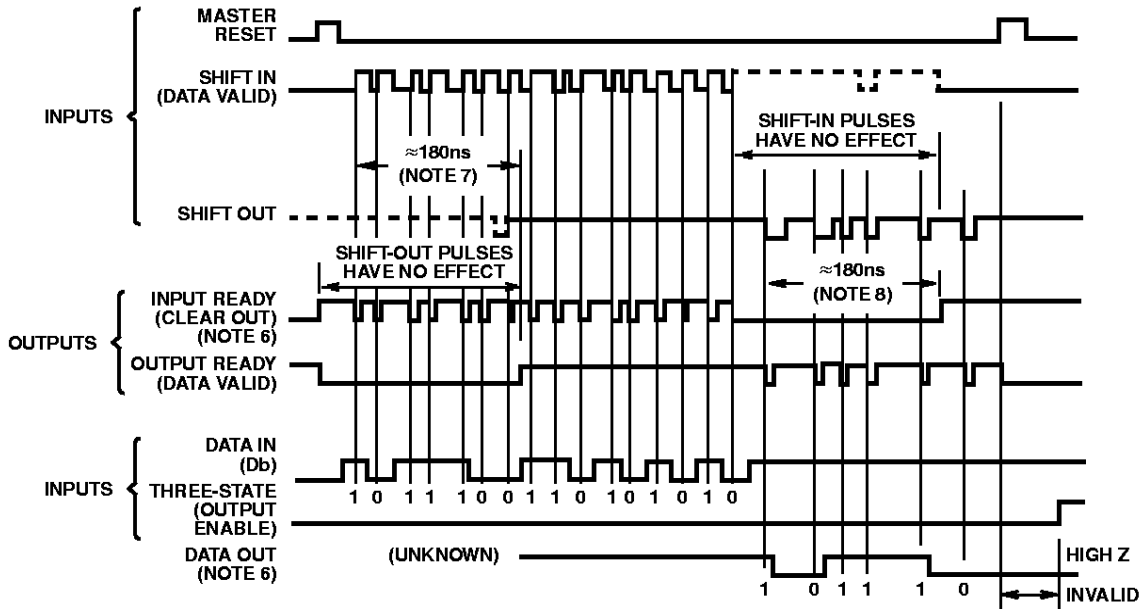 MASTER
RESET
SHIFT IN
(DATA VALID)
INPUTS
SHIFT-IN PULSES
HAVE NO EFFECT
≈180ns
(NOTE 7)
SHIFT OUT
SHIFT-OUT PULSES
HAVE NO EFFECT
≈180ns
(NOTE 8)
INPUT READY
(CLEAR OUT)
(NOTE 6)
OUTPUTS
OUTPUT READY
(DATA VALID)
DATA IN
(Db)
INPUTS
1 0 1 1 1 0 0 1 1 0 1 0 1 0 1 0
THREE-STATE
(OUTPUT
ENABLE)
DATA OUT
(NOTE 6)
(UNKNOWN)
HIGH Z
1 0 1 1 1 0
INVALID